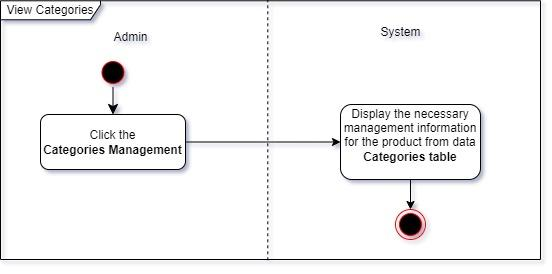 View Categories
Admin
System
Click the
Categories Management
Display the necessary
management information
for the product from data
Categories table